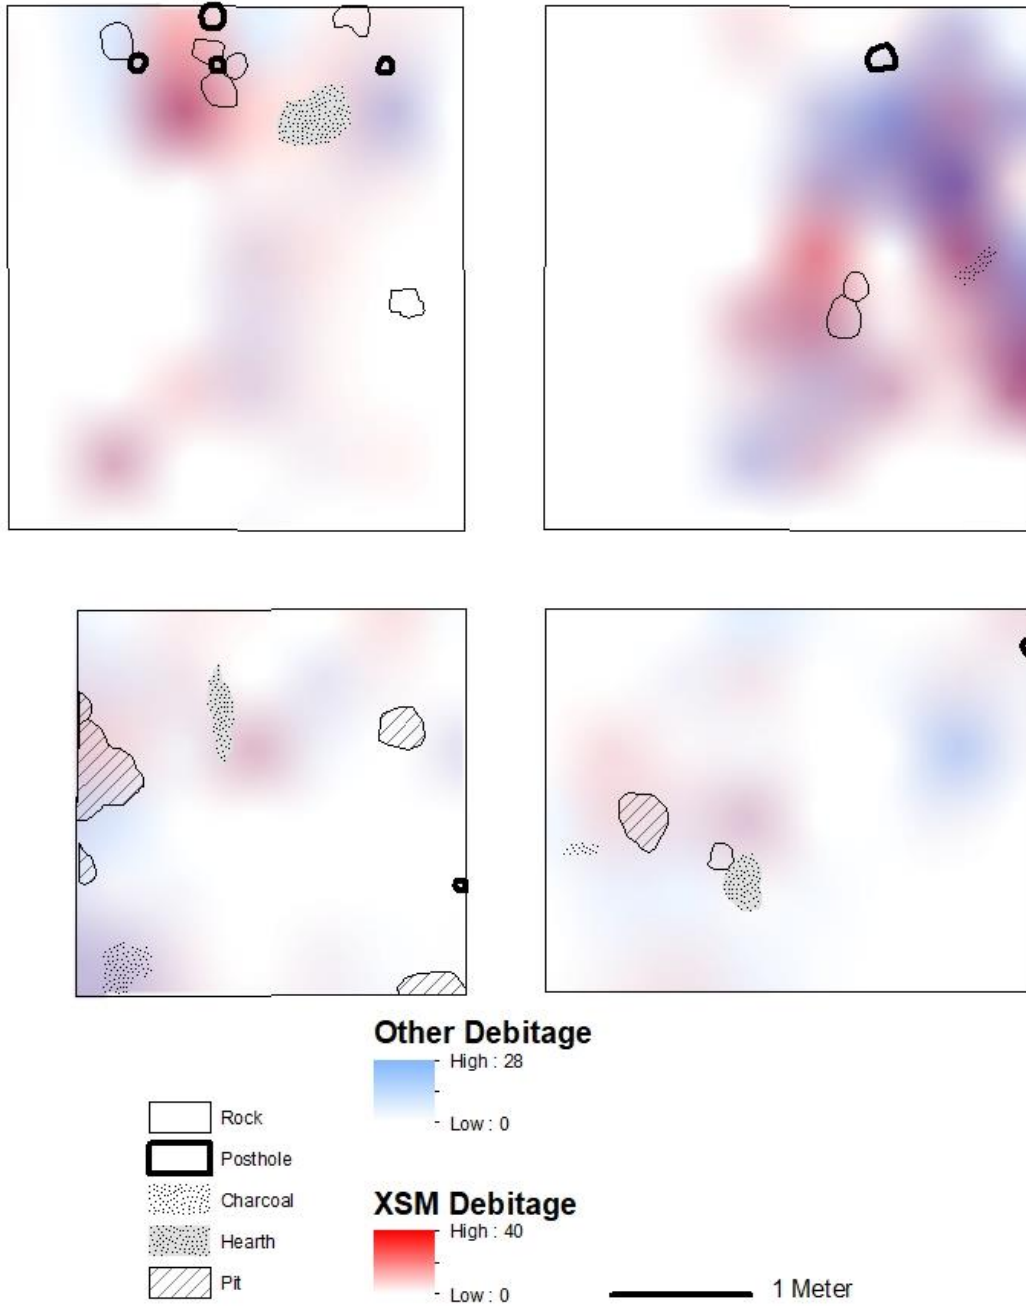 Other Debitage
High : 28
Low : 0
Rock
Posthole
Charcoal
Hearth
Pit
XSM Debitage
High : 40
Low : 0
1 Meter